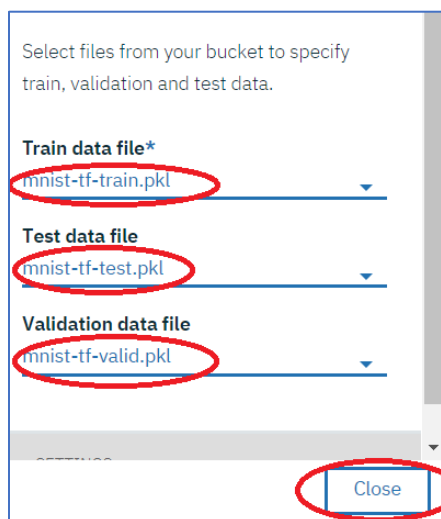 Select files from your bucket to specify
train, validation and test data.
Train data file*
mnist-tf-train.pkl
Test data file
mnist-tf-test.pkl
Validation data file
mnist-tf-valid.pkl
SETTINGS
Close